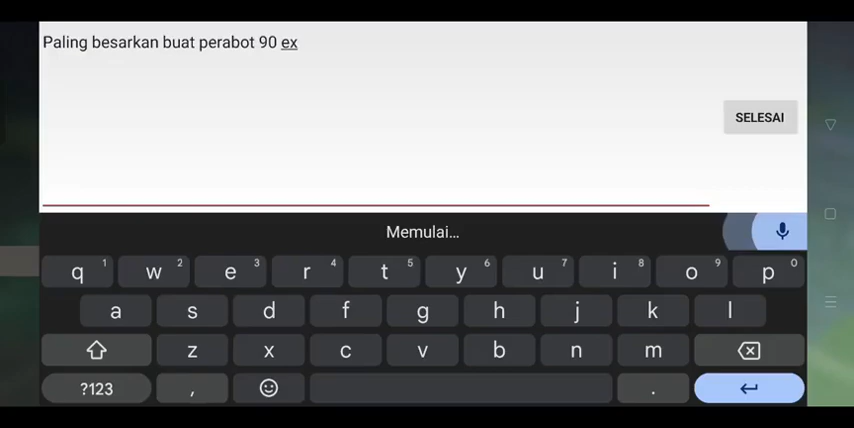 Paling besarkan buat perabot 90 ex
SELESAI
Memulai...
q 1 w 2 e 3 r 4 t 5 y 6 u 7 i 8 o 9 p 0
a s d f g h j k l
z x c v b n m
?123 , .